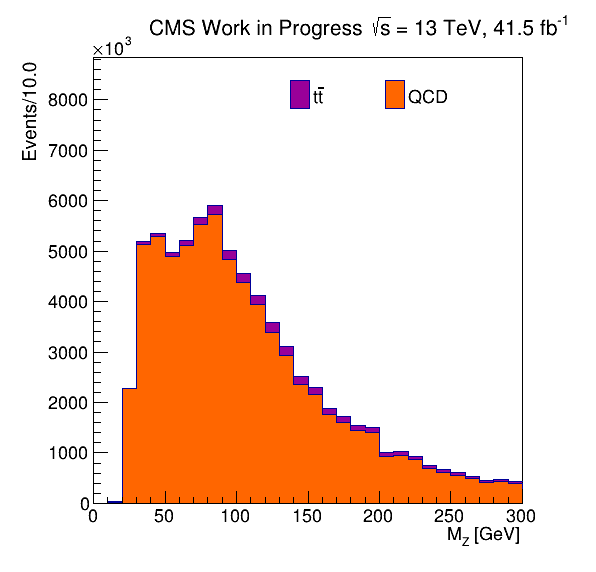 CMS Work in Progress √s = 13 TeV, 41.5 fb⁻¹
×10³
Events/10.0
tt̄
QCD
8000
7000
6000
5000
4000
3000
2000
1000
0
0 50 100 150 200 250 300
M_Z [GeV]